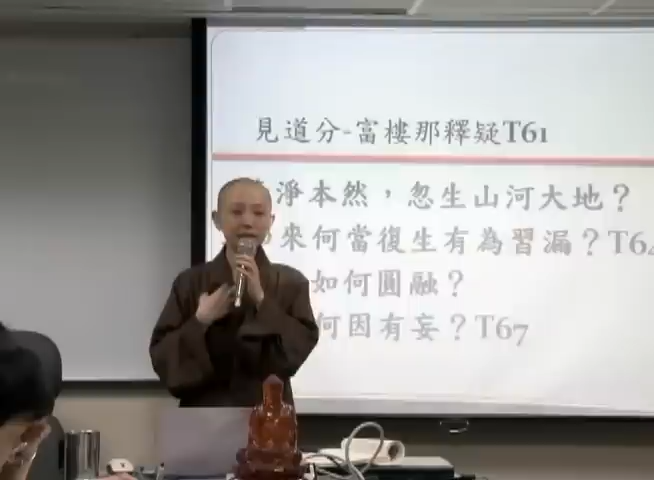 見道分-富樓那釋疑T61
淨本然，忽生山河大地？
來何當復生有為習漏？T64
如何圓融？
何因有妄？T67